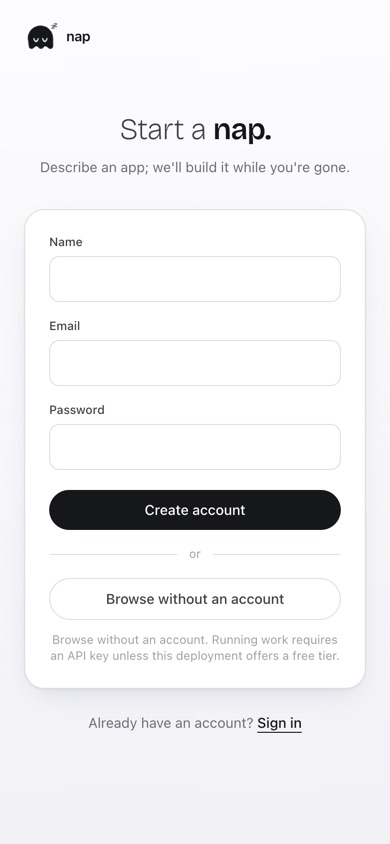 nap
Start a nap.
Describe an app; we'll build it while you're gone.
Name
Email
Password
Create account
or
Browse without an account
Browse without an account. Running work requires
an API key unless this deployment offers a free tier.
Already have an account? Sign in